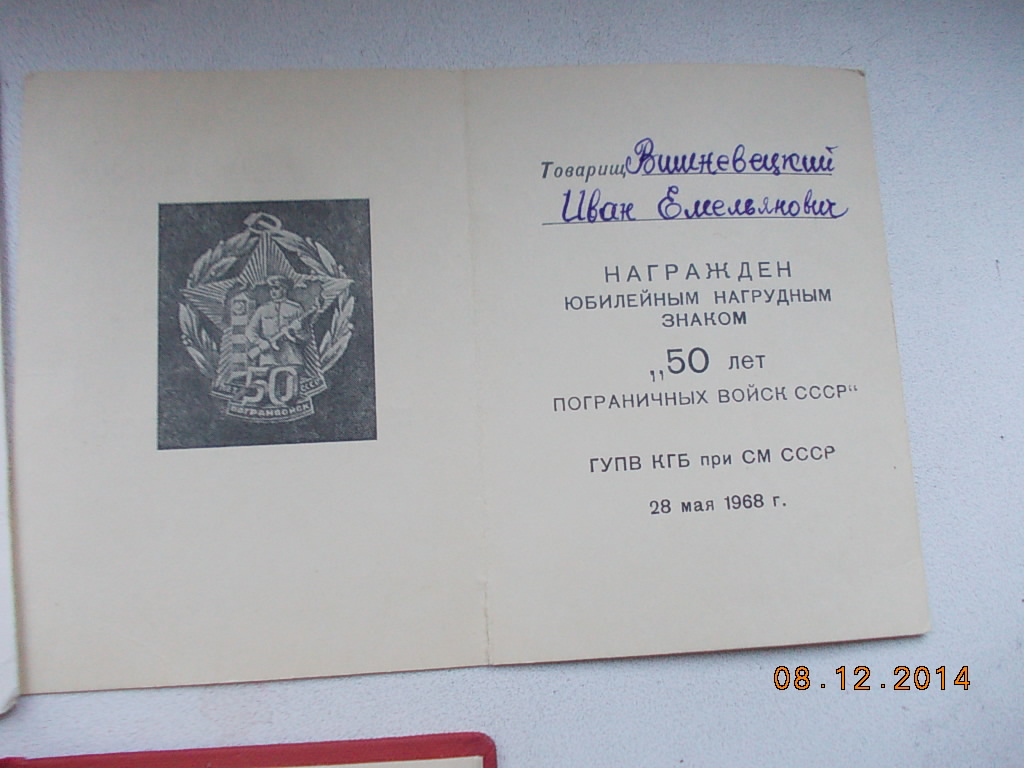 50
ПОГРАНВОЙСК
СССР
Товарищ Вишневецкий
Иван Емельянович
НАГРАЖДЕН
ЮБИЛЕЙНЫМ НАГРУДНЫМ
ЗНАКОМ
„50 лет
ПОГРАНИЧНЫХ ВОЙСК СССР“
ГУПВ КГБ при СМ СССР
28 мая 1968 г.
08.12.2014